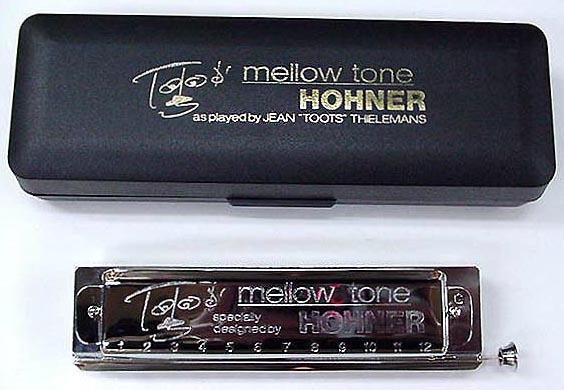 Toots' mellow tone
HOHNER
as played by JEAN "TOOTS" THIELEMANS
Toots' mellow tone
specially
designed by HOHNER
C
1 2 3 4 5 6 7 8 9 10 11 12